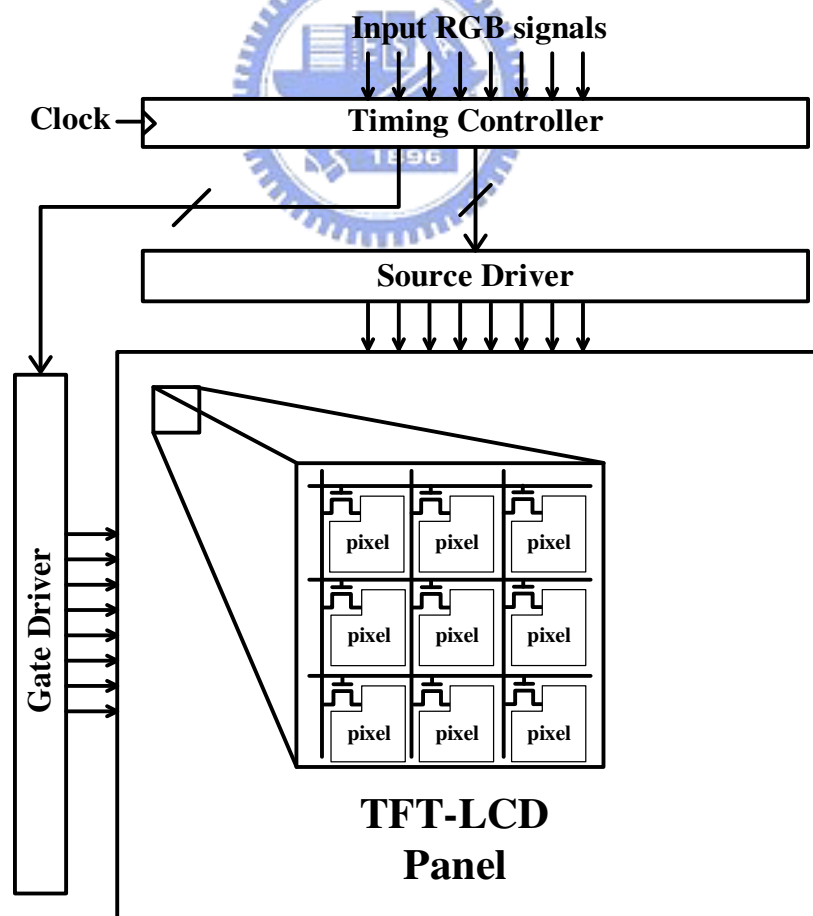 Input RGB signals
Clock
Timing Controller
1896
Source Driver
Gate Driver
pixel pixel pixel
pixel pixel pixel
pixel pixel pixel
TFT-LCD
Panel